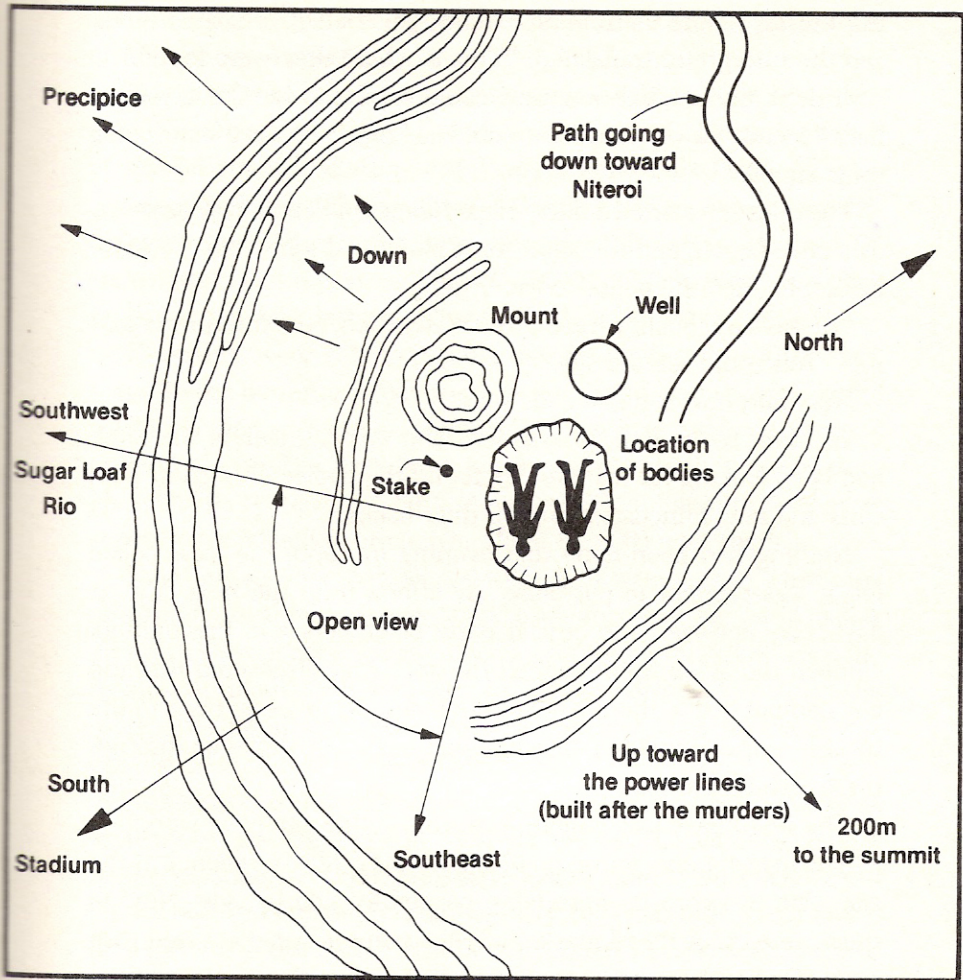 Precipice
Path going
down toward
Niteroi
Down
Well
Mount
North
Southwest
Sugar Loaf
Rio
Location
of bodies
Stake
Open view
Up toward
the power lines
(built after the murders)
South
Stadium
Southeast
200m
to the summit